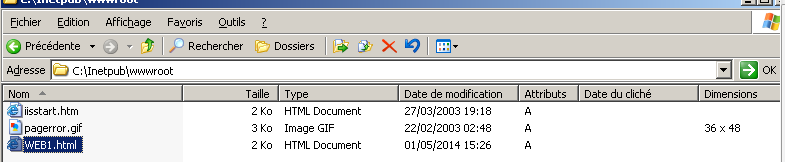 C:\Inetpub\wwwroot
Fichier Edition Affichage Favoris Outils ?
Précédente Rechercher Dossiers
Adresse C:\Inetpub\wwwroot OK
Nom Taille Type Date de modification Attributs Date du cliché Dimensions
iisstart.htm 2 Ko HTML Document 27/03/2003 19:18 A
pagerror.gif 3 Ko Image GIF 22/02/2003 02:48 A 36 x 48
WEB1.html 2 Ko HTML Document 01/05/2014 15:26 A